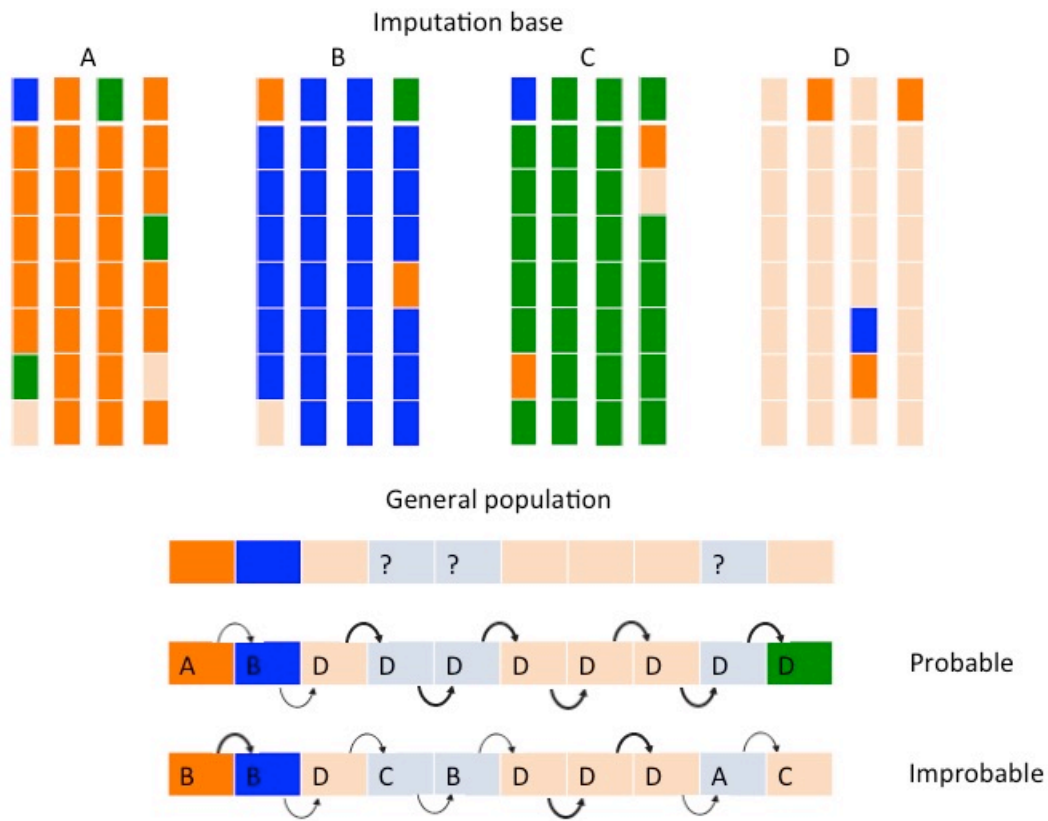 Imputation base
A B C D
General population
? ? ?
A B D D D D D D D D Probable
B B D C B D D D A C Improbable